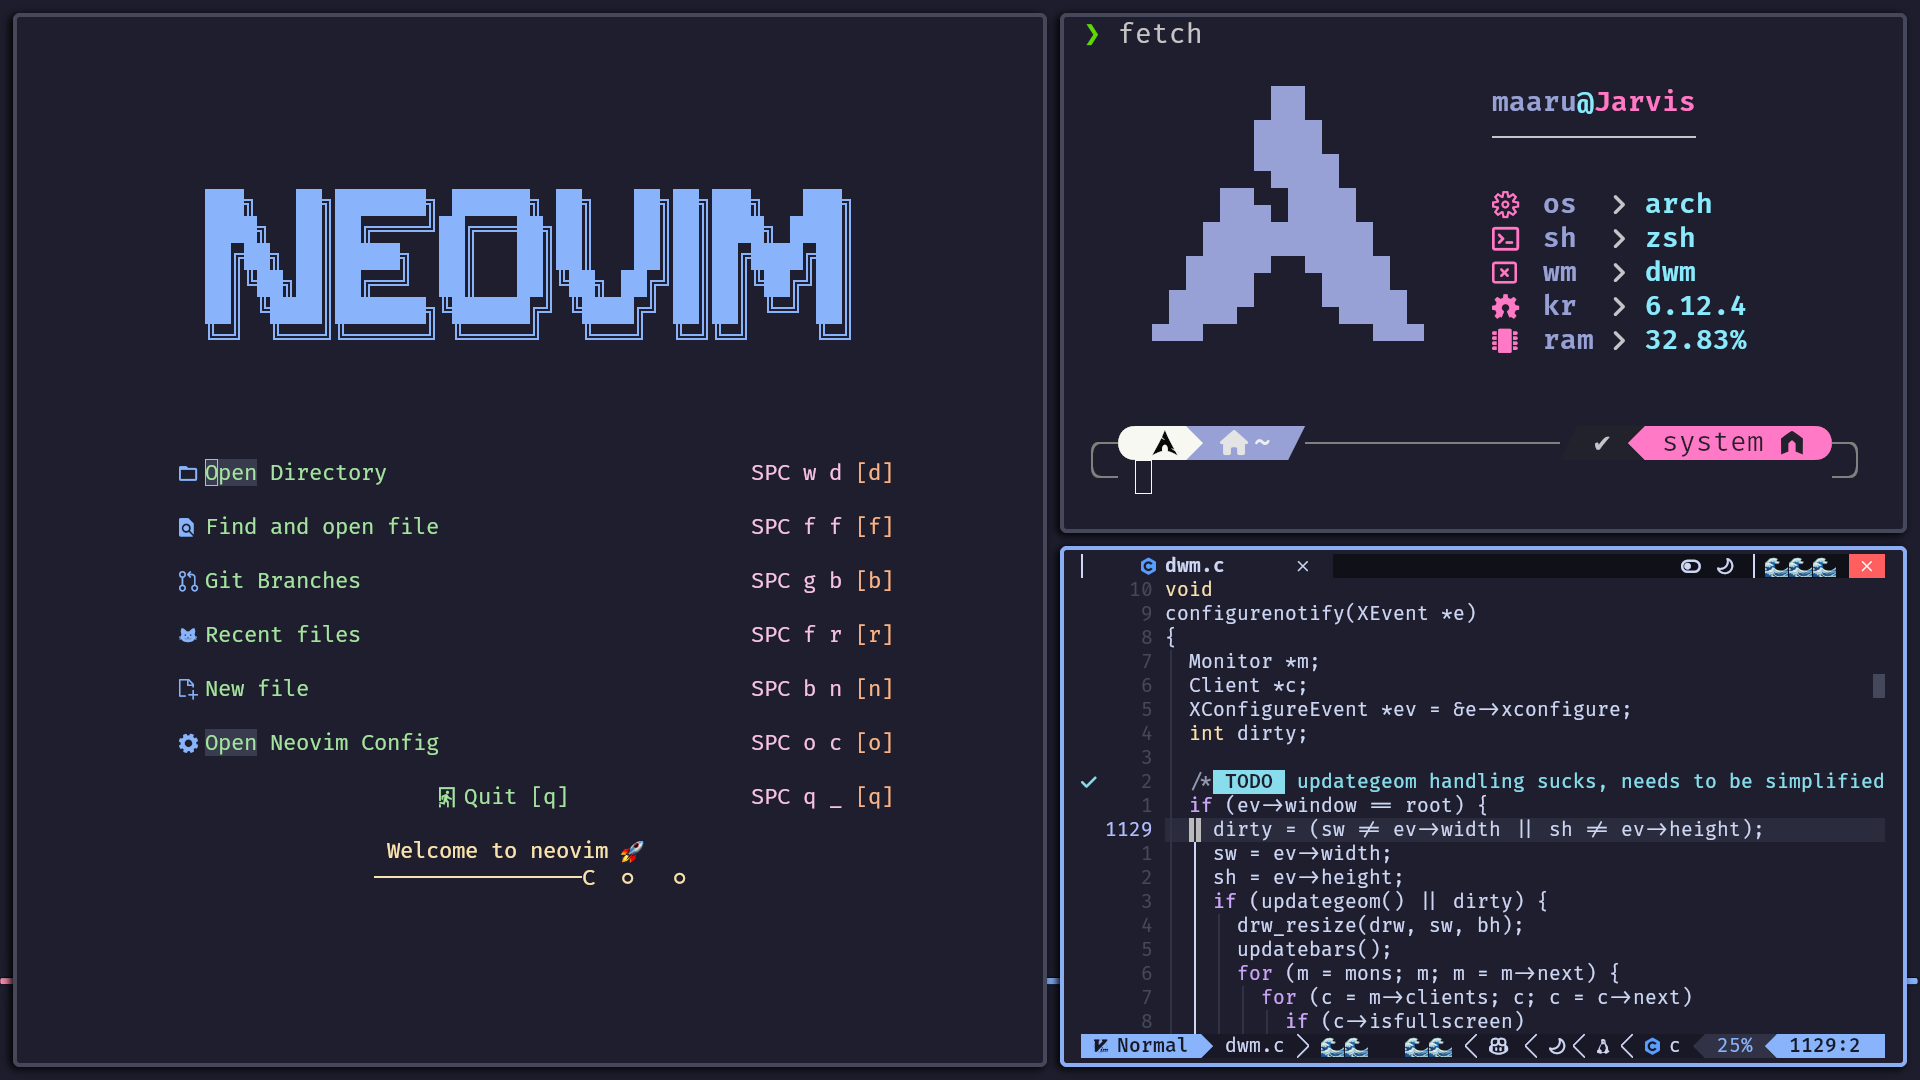 NEOVIM
Open Directory SPC w d [d]
Find and open file SPC f f [f]
Git Branches SPC g b [b]
Recent files SPC f r [r]
New file SPC b n [n]
Open Neovim Config SPC o c [o]
Quit [q] SPC q _ [q]
Welcome to neovim 🚀
────────────────C o o
❯ fetch
maaru@Jarvis
os > arch
sh > zsh
wm > dwm
kr > 6.12.4
ram > 32.83%
~ ✔ system
dwm.c × 🌊🌊🌊 ×
10 void
9 configurenotify(XEvent *e)
8 {
7 Monitor *m;
6 Client *c;
5 XConfigureEvent *ev = &e->xconfigure;
4 int dirty;
3
2 /* TODO updategeom handling sucks, needs to be simplified
1 if (ev->window == root) {
1129 dirty = (sw != ev->width || sh != ev->height);
1 sw = ev->width;
2 sh = ev->height;
3 if (updategeom() || dirty) {
4 drw_resize(drw, sw, bh);
5 updatebars();
6 for (m = mons; m; m = m->next) {
7 for (c = m->clients; c; c = c->next)
8 if (c->isfullscreen)
Normal dwm.c > 🌊🌊 🌊🌊 < < < < c 25% 1129:2